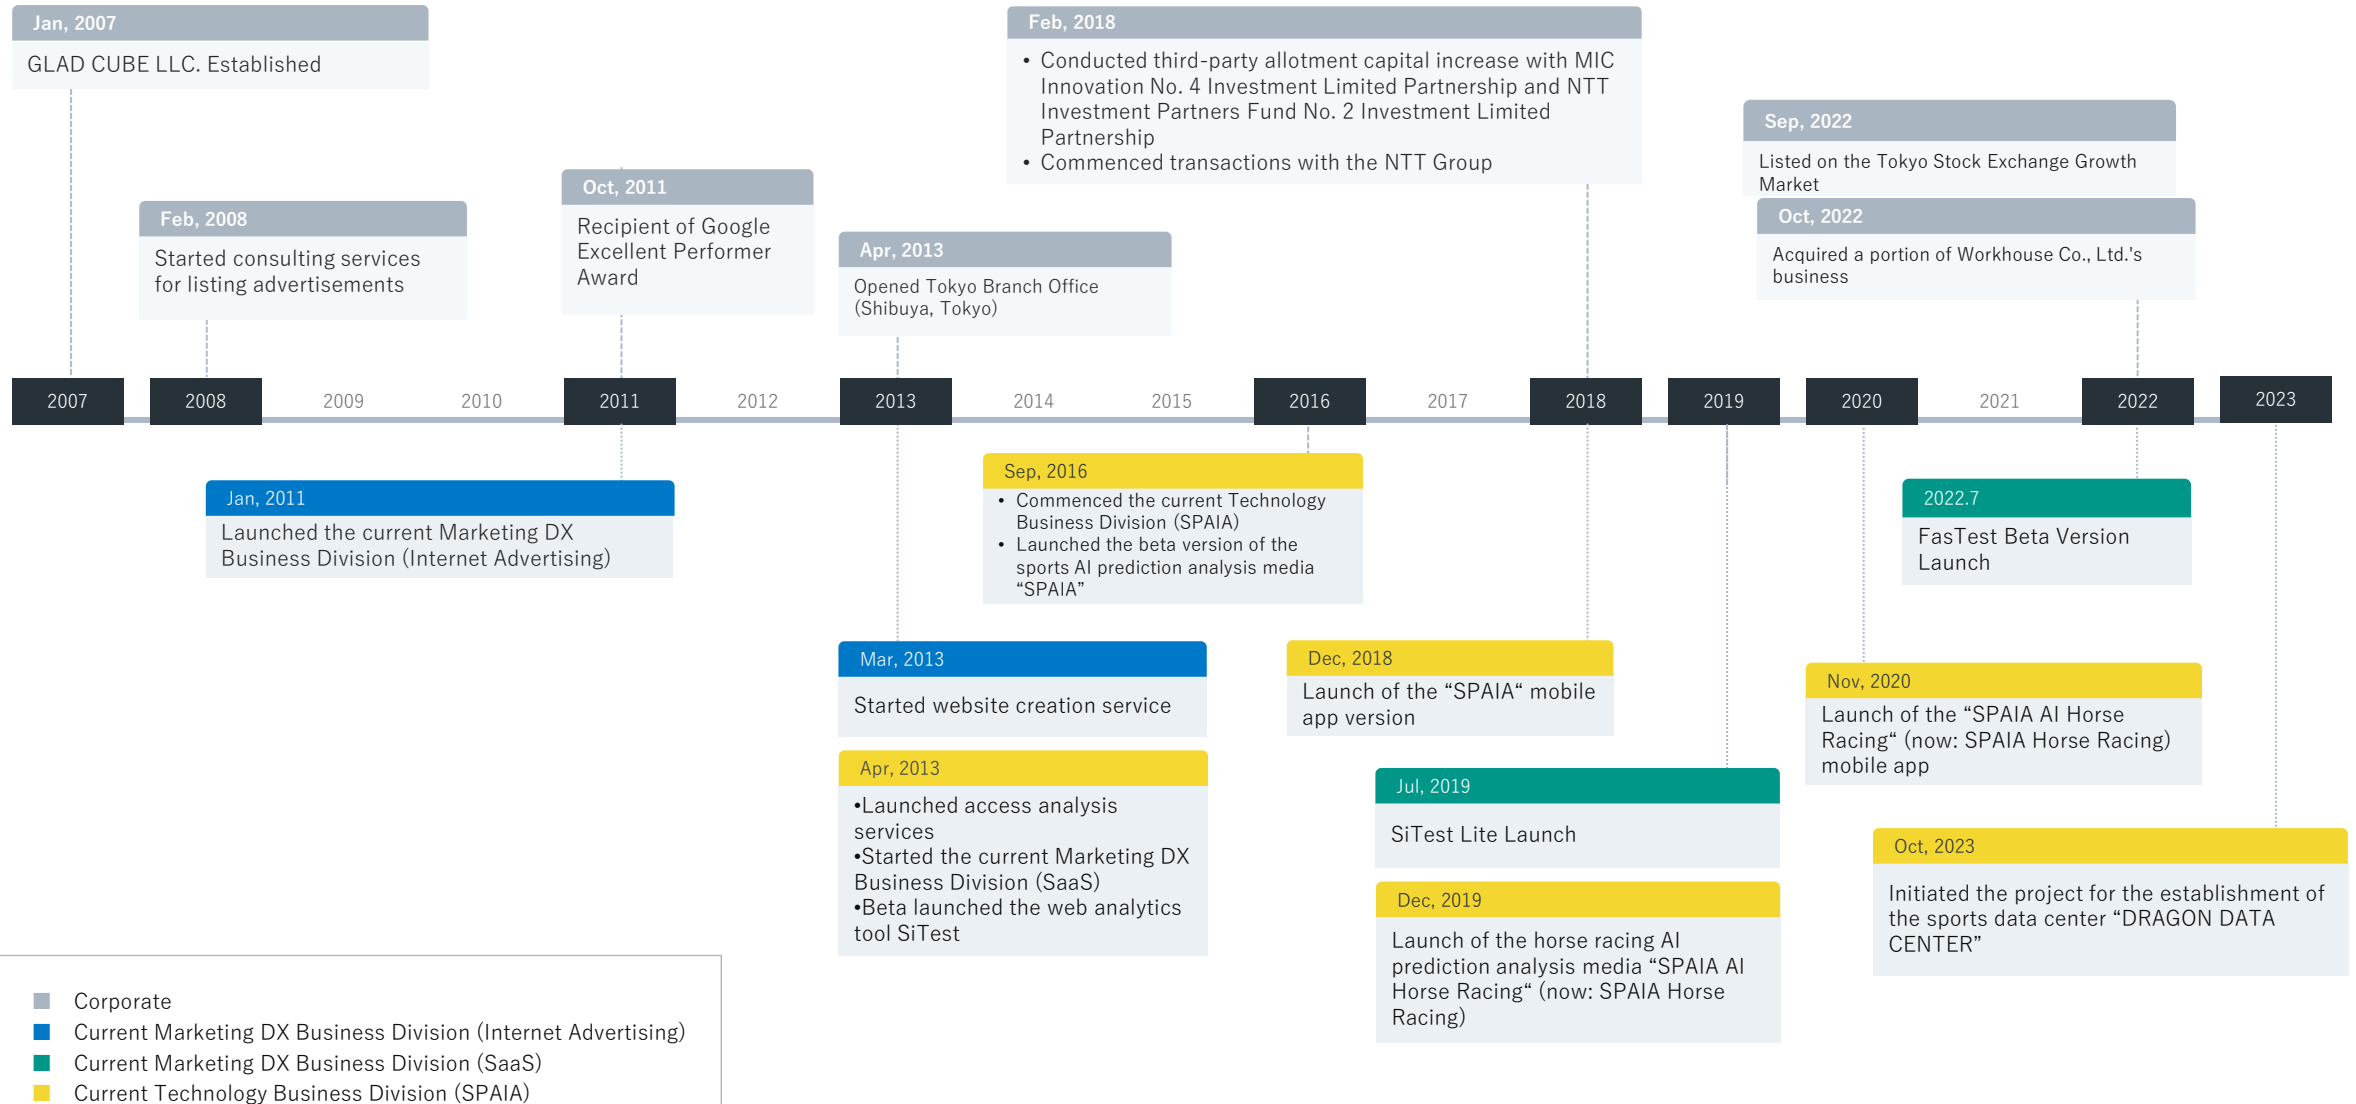 Jan, 2007
GLAD CUBE LLC. Established
Feb, 2008
Started consulting services
for listing advertisements
Oct, 2011
Recipient of Google
Excellent Performer
Award
Apr, 2013
Opened Tokyo Branch Office
(Shibuya, Tokyo)
Feb, 2018
• Conducted third-party allotment capital increase with MIC
Innovation No. 4 Investment Limited Partnership and NTT
Investment Partners Fund No. 2 Investment Limited
Partnership
• Commenced transactions with the NTT Group
Sep, 2022
Listed on the Tokyo Stock Exchange Growth
Market
Oct, 2022
Acquired a portion of Workhouse Co., Ltd.'s
business
2007 2008 2009 2010 2011 2012 2013 2014 2015 2016 2017 2018 2019 2020 2021 2022 2023
Jan, 2011
Launched the current Marketing DX
Business Division (Internet Advertising)
Mar, 2013
Started website creation service
Apr, 2013
•Launched access analysis
services
•Started the current Marketing DX
Business Division (SaaS)
•Beta launched the web analytics
tool SiTest
Sep, 2016
• Commenced the current Technology
Business Division (SPAIA)
• Launched the beta version of the
sports AI prediction analysis media
“SPAIA”
Dec, 2018
Launch of the “SPAIA“ mobile
app version
Jul, 2019
SiTest Lite Launch
Dec, 2019
Launch of the horse racing AI
prediction analysis media “SPAIA AI
Horse Racing“ (now: SPAIA Horse
Racing)
2022.7
FasTest Beta Version
Launch
Nov, 2020
Launch of the “SPAIA AI Horse
Racing“ (now: SPAIA Horse Racing)
mobile app
Oct, 2023
Initiated the project for the establishment of
the sports data center “DRAGON DATA
CENTER”
Corporate
Current Marketing DX Business Division (Internet Advertising)
Current Marketing DX Business Division (SaaS)
Current Technology Business Division (SPAIA)